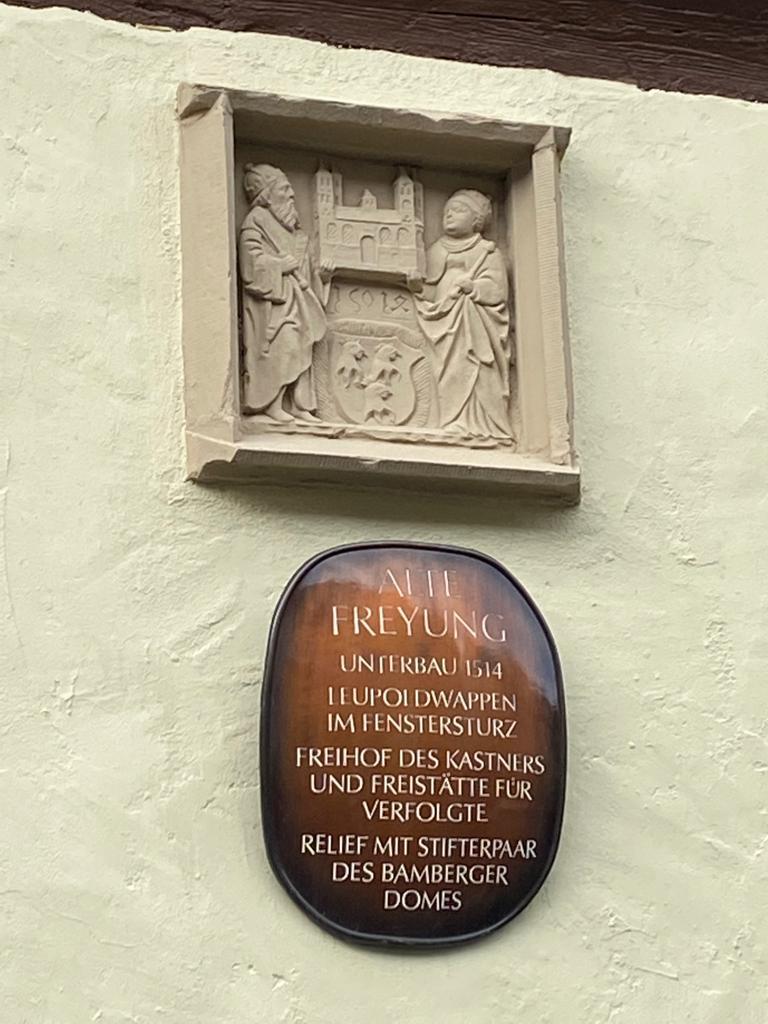 ALTE
FREYUNG
UNTERBAU 1514
LEUPOLDWAPPEN
IM FENSTERSTURZ
FREIHOF DES KASTNERS
UND FREISTÄTTE FÜR
VERFOLGTE
RELIEF MIT STIFTERPAAR
DES BAMBERGER
DOMES